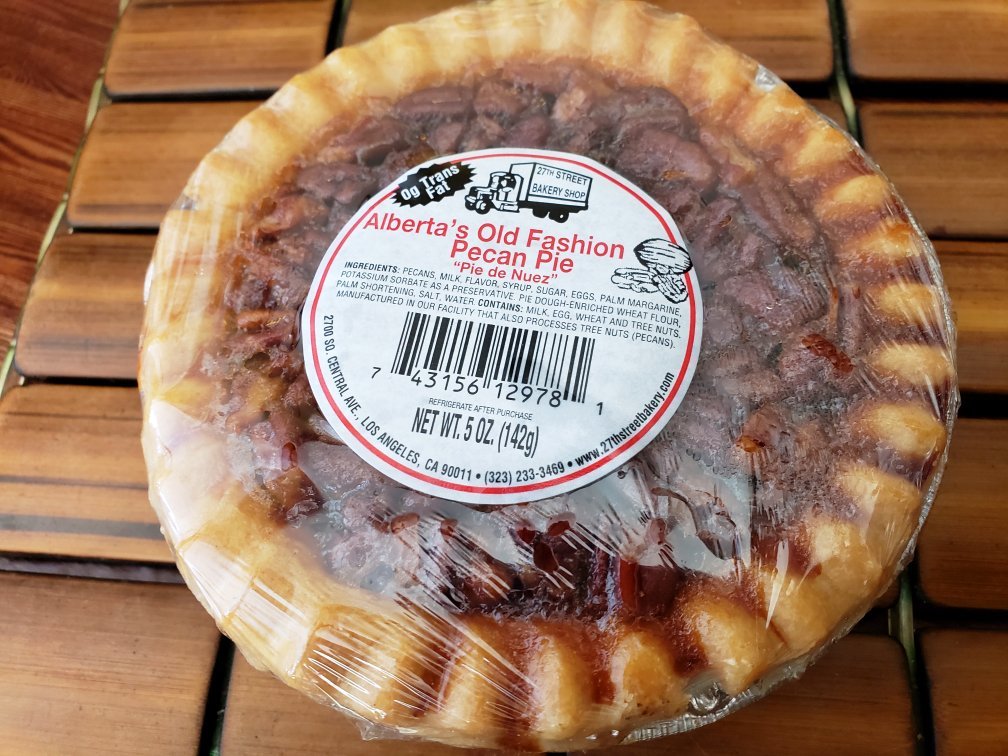 0g Trans
Fat
27TH STREET
BAKERY SHOP
Alberta's Old Fashion
Pecan Pie
"Pie de Nuez"
INGREDIENTS: PECANS, MILK, FLAVOR, SYRUP, SUGAR, EGGS, PALM MARGARINE,
POTASSIUM SORBATE AS A PRESERVATIVE. PIE DOUGH-ENRICHED WHEAT FLOUR,
PALM SHORTENING, SALT, WATER CONTAINS: MILK, EGG, WHEAT AND TREE NUTS.
MANUFACTURED IN OUR FACILITY THAT ALSO PROCESSES TREE NUTS (PECANS).
7 43156 12978 1
REFRIGERATE AFTER PURCHASE
NET WT. 5 OZ. (142g)
2700 SO. CENTRAL AVE., LOS ANGELES, CA 90011 • (323) 233-3469 • www.27thstreetbakery.com